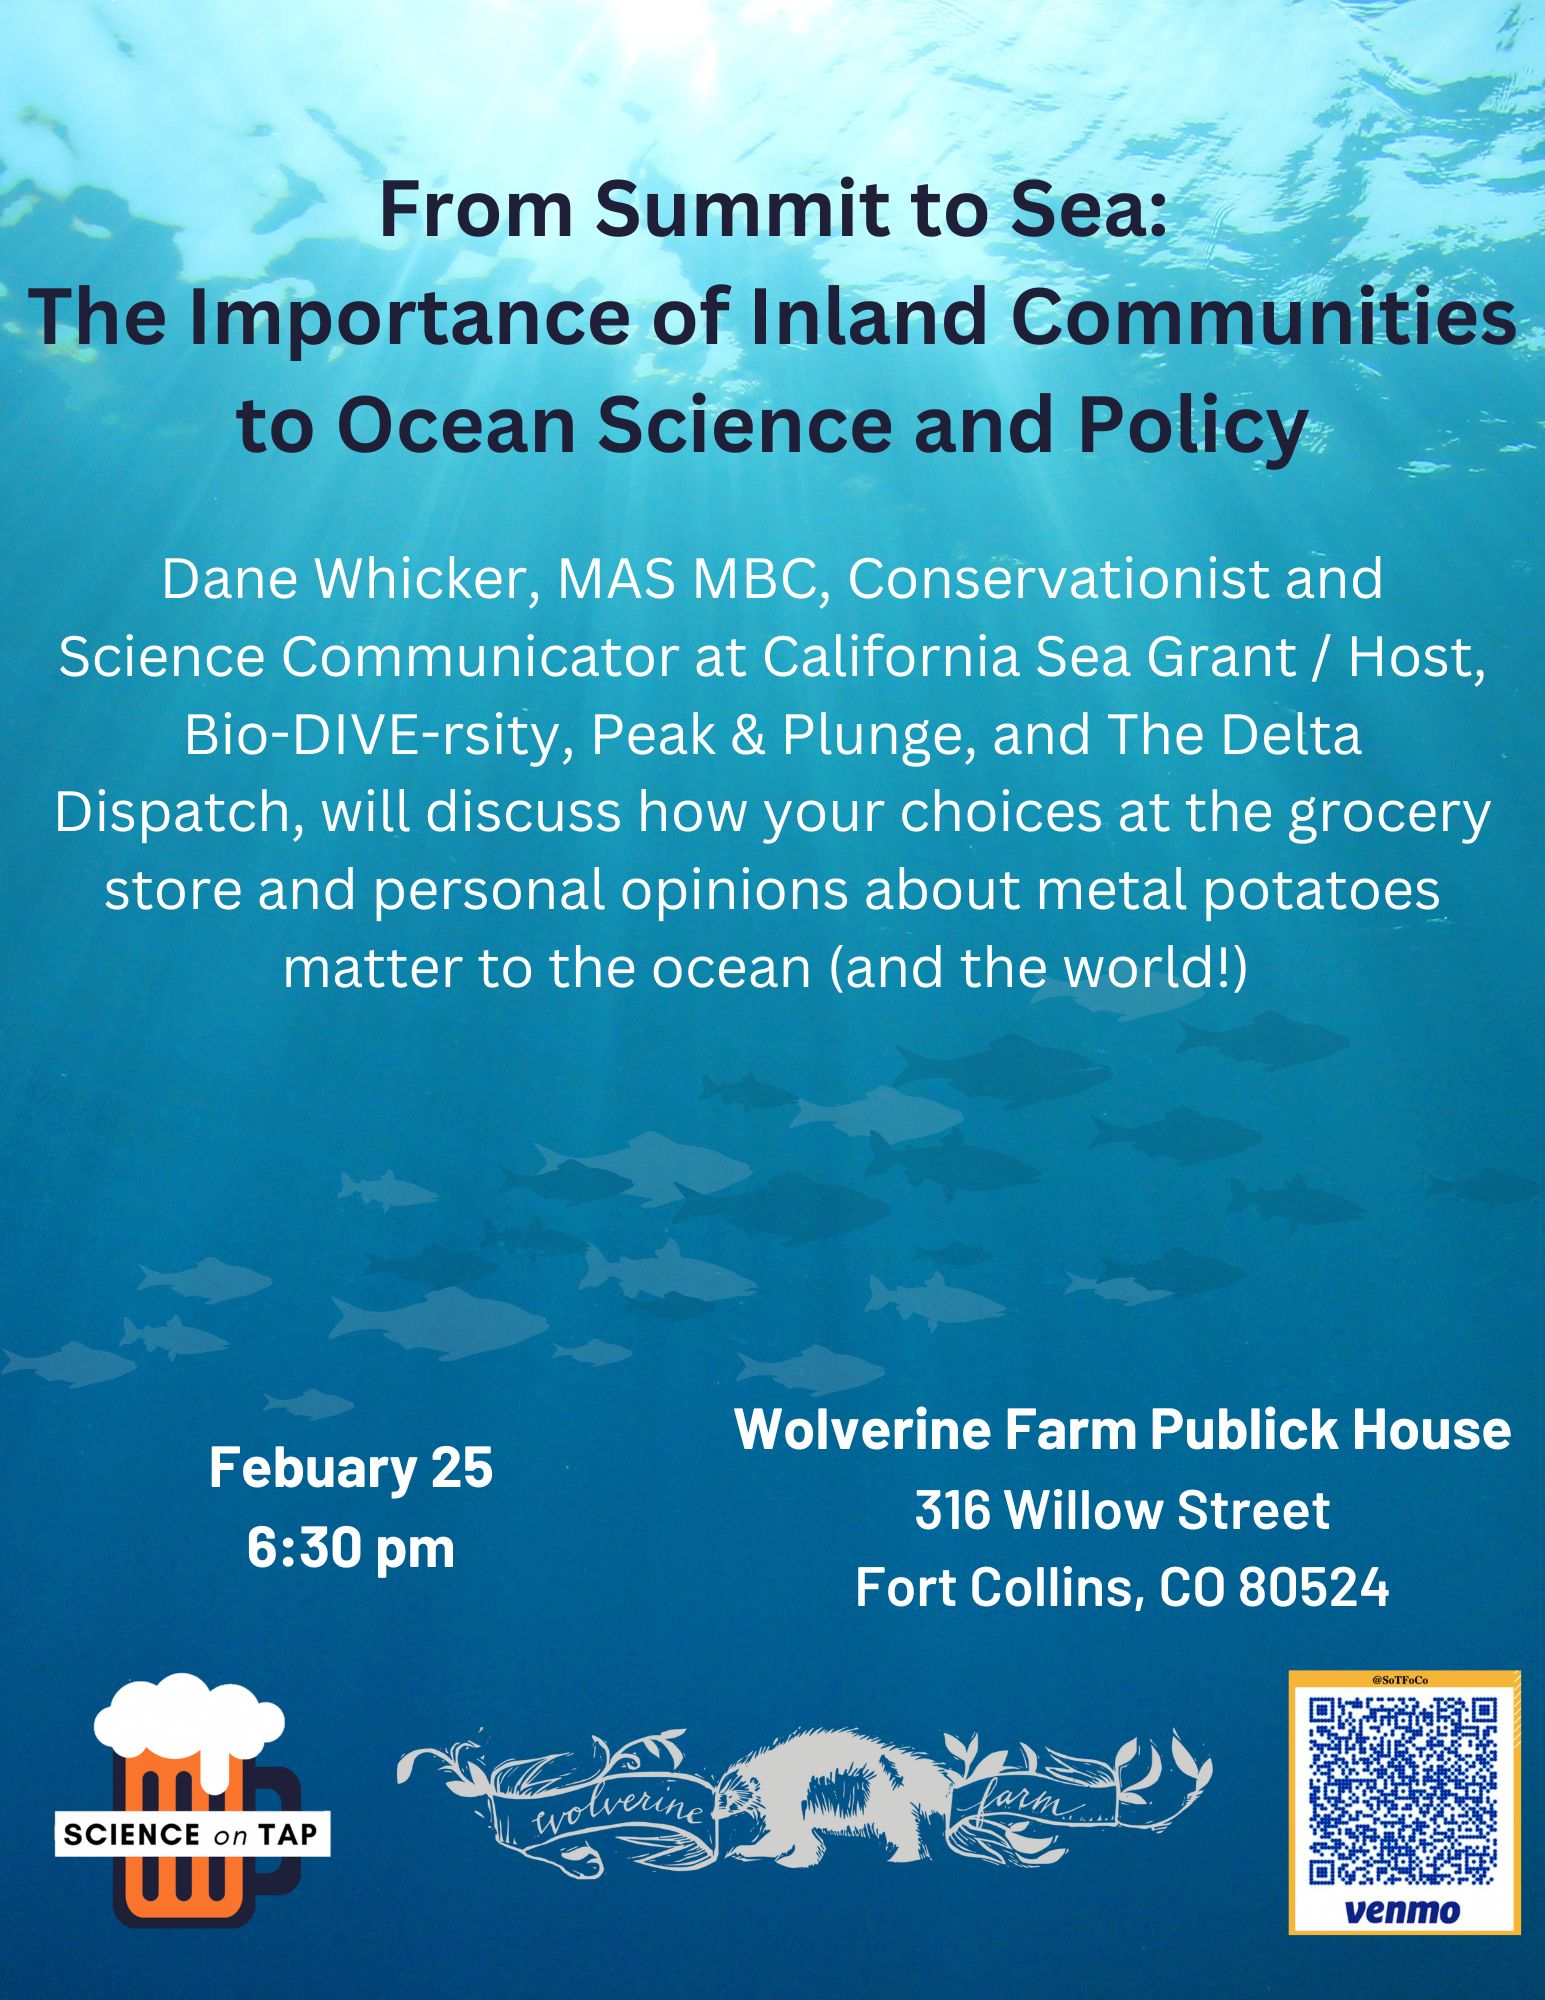 From Summit to Sea:
The Importance of Inland Communities
to Ocean Science and Policy
Dane Whicker, MAS MBC, Conservationist and
Science Communicator at California Sea Grant / Host,
Bio-DIVE-rsity, Peak & Plunge, and The Delta
Dispatch, will discuss how your choices at the grocery
store and personal opinions about metal potatoes
matter to the ocean (and the world!)
Febuary 25
6:30 pm
Wolverine Farm Publick House
316 Willow Street
Fort Collins, CO 80524
SCIENCE on TAP
wolverine farm
@SoTFoCo
venmo